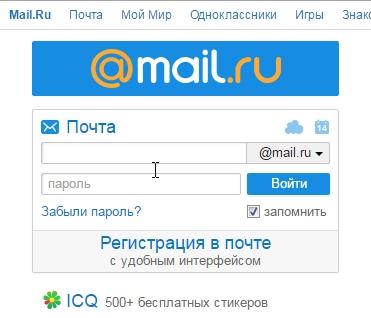 Mail.Ru Почта Мой Мир Одноклассники Игры Знако
@mail.ru
Почта 14
@mail.ru
пароль Войти
Забыли пароль? запомнить
Регистрация в почте
с удобным интерфейсом
ICQ 500+ бесплатных стикеров